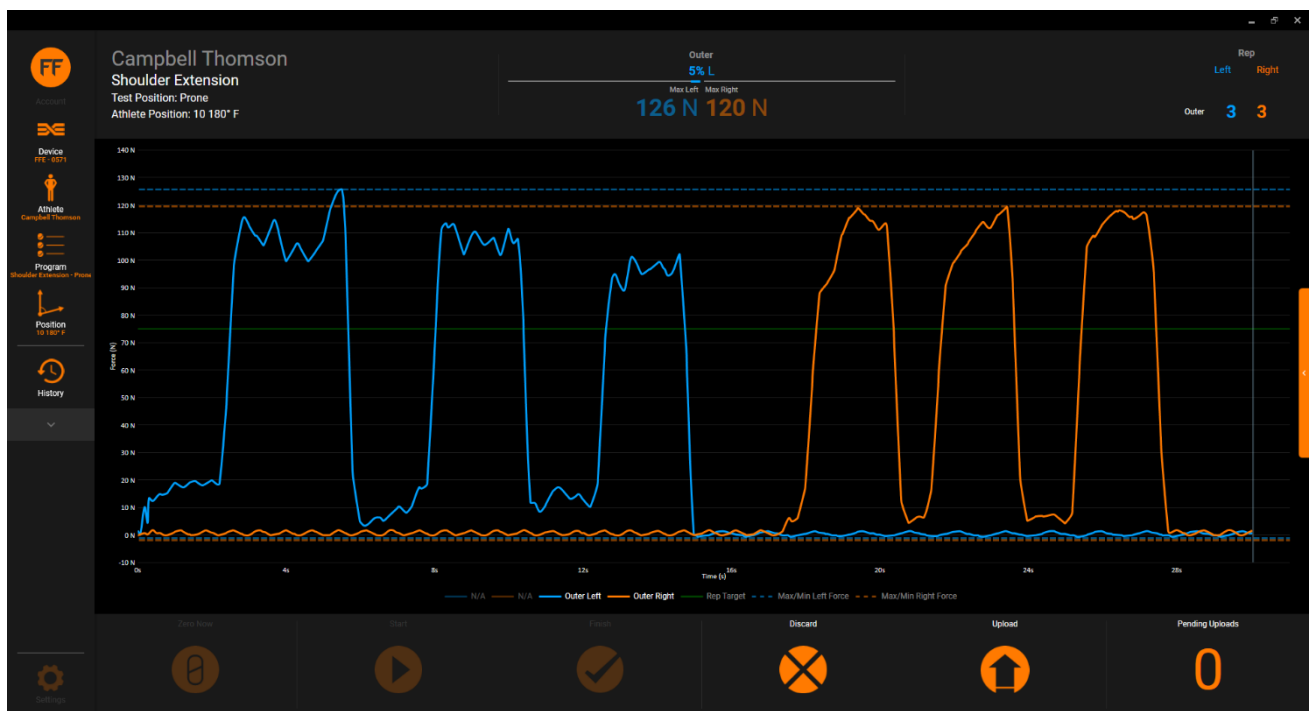 FF
Account
Device
FFE - 0571
Athlete
Campbell Thomson
Program
Shoulder Extension - Prone
Position
10 180° F
History
Settings
Campbell Thomson
Shoulder Extension
Test Position: Prone
Athlete Position: 10 180° F
Outer
5% L
Max Left Max Right
126 N 120 N
Rep
Left Right
Outer 3 3
140 N
130 N
120 N
110 N
100 N
90 N
80 N
70 N
60 N
50 N
40 N
30 N
20 N
10 N
0 N
-10 N
Force (N)
0s 4s 8s 12s 16s 20s 24s 28s
Time (s)
N/A N/A Outer Left Outer Right Rep Target Max/Min Left Force Max/Min Right Force
Zero Now Start Finish Discard Upload Pending Uploads
0 0